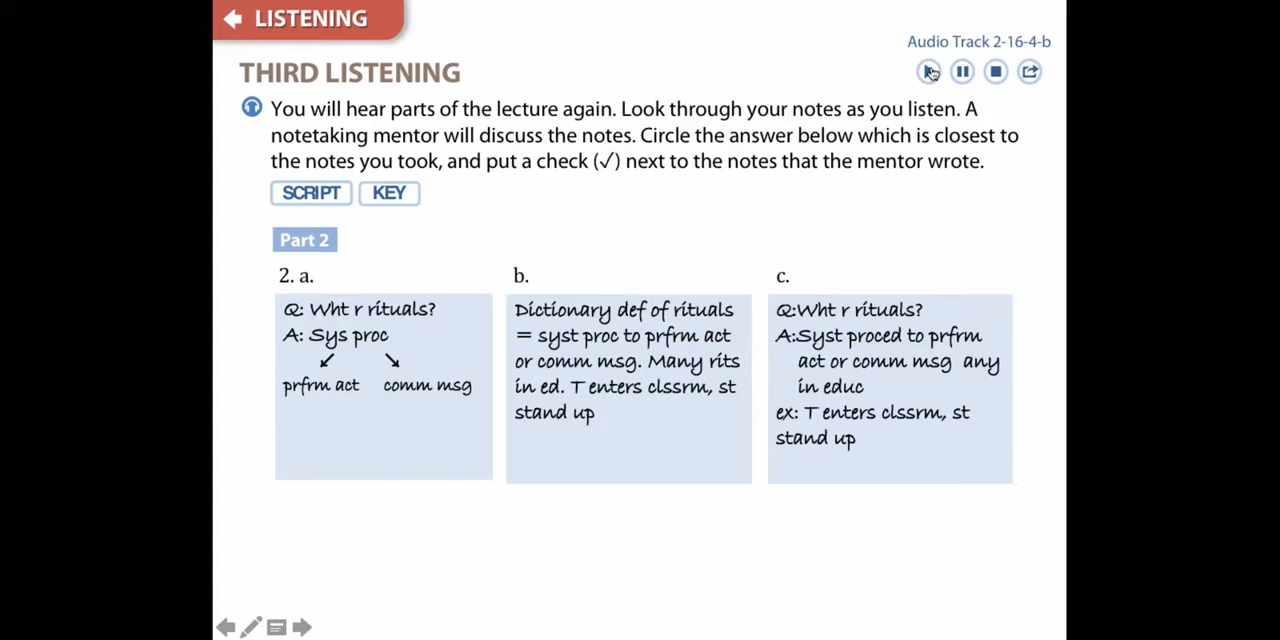 LISTENING
Audio Track 2-16-4-b
THIRD LISTENING
You will hear parts of the lecture again. Look through your notes as you listen. A
notetaking mentor will discuss the notes. Circle the answer below which is closest to
the notes you took, and put a check (✓) next to the notes that the mentor wrote.
SCRIPT KEY
Part 2
2. a.
Q: Wht r rituals?
A: Sys proc
↙ ↘
prfrm act comm msg
b.
Dictionary def of rituals
= syst proc to prfrm act
or comm msg. Many rits
in ed. T enters clssrm, st
stand up
c.
Q:Wht r rituals?
A:Syst proced to prfrm
act or comm msg any
in educ
ex: T enters clssrm, st
stand up